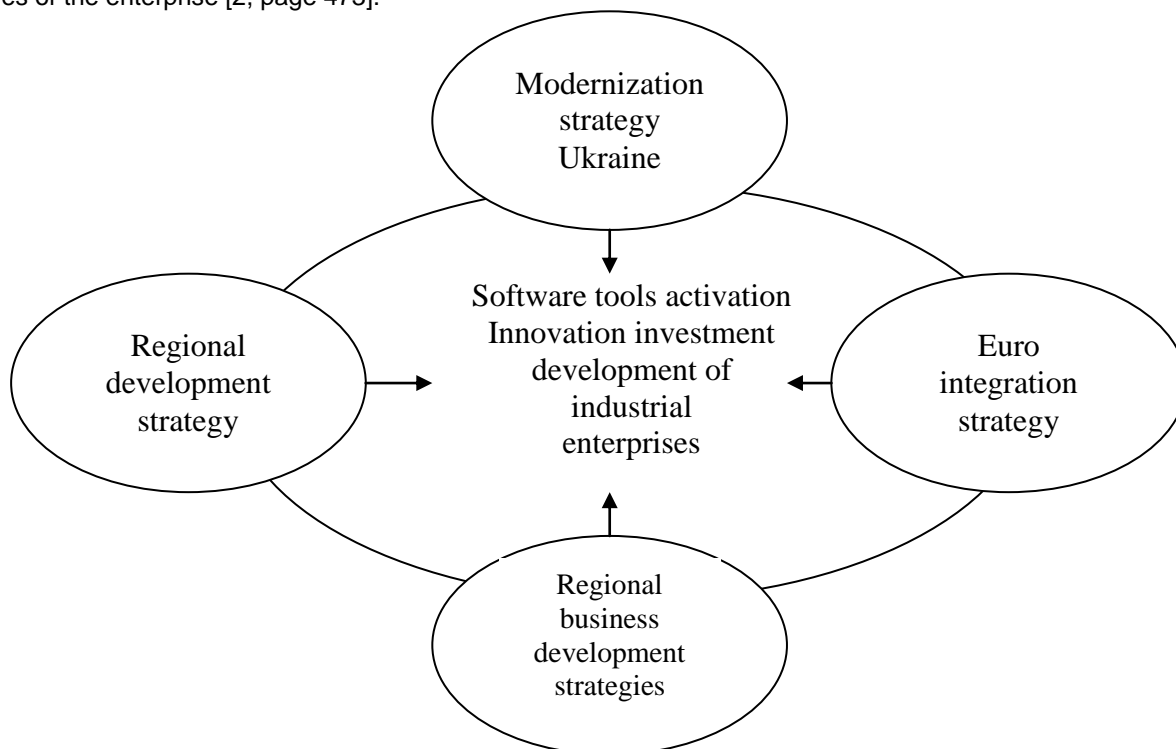 es of the enterprise [2, page 473].
Modernization
strategy
Ukraine
Software tools activation
Innovation investment
development of
industrial
enterprises
Regional
development
strategy
Euro
integration
strategy
Regional
business
development
strategies